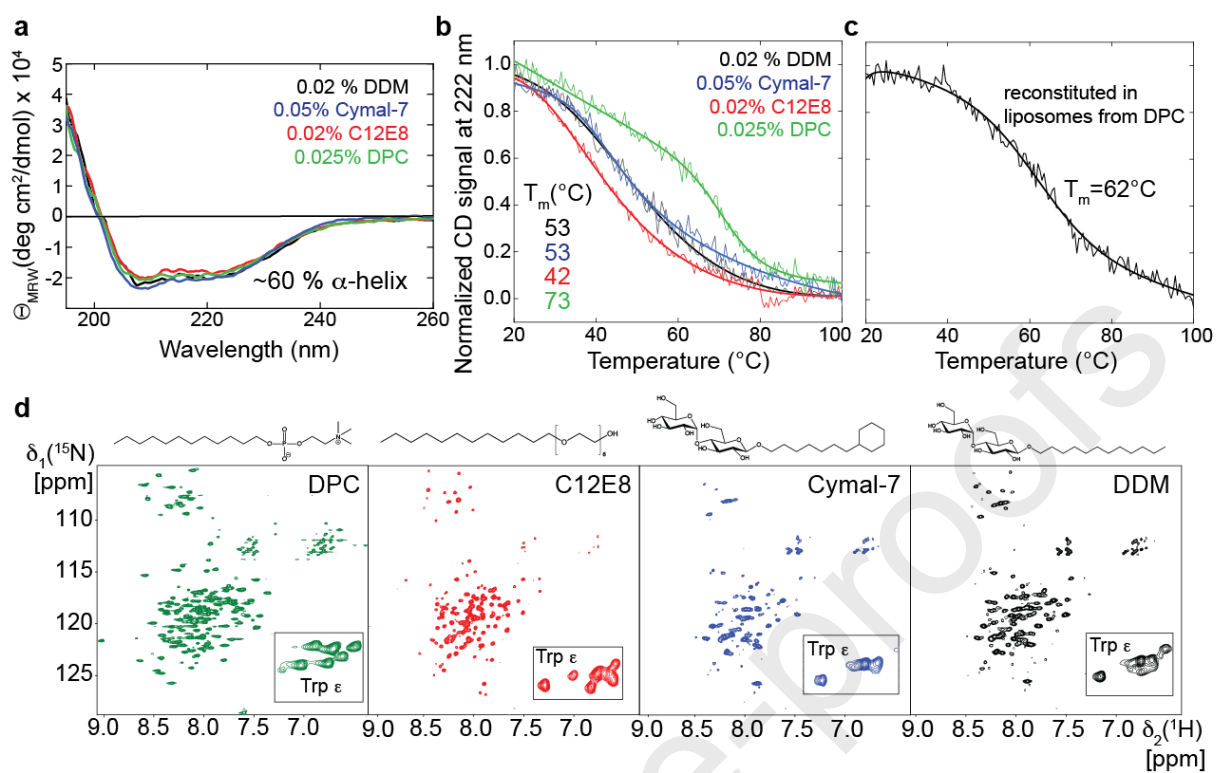 a
ΘMRW(deg cm²/dmol) x 10⁴
5
4
3
2
1
0
-1
-2
0.02 % DDM
0.05% Cymal-7
0.02% C12E8
0.025% DPC
~60 % α-helix
200 220 240 260
Wavelength (nm)
b
Normalized CD signal at 222 nm
1.0
0.8
0.6
0.4
0.2
0.0
0.02 % DDM
0.05% Cymal-7
0.02% C12E8
0.025% DPC
Tm(°C)
53
53
42
73
20 40 60 80 100
Temperature (°C)
c
reconstituted in
liposomes from DPC
Tm=62°C
20 40 60 80 100
Temperature (°C)
d
δ1(¹⁵N)
[ppm]
110
115
120
125
DPC
Trp ε
9.0 8.5 8.0 7.5 7.0
C12E8
Trp ε
8.5 8.0 7.5 7.0
Cymal-7
Trp ε
9.0 8.5 8.0 7.5 7.0
DDM
Trp ε
9.0 8.5 8.0 7.5 7.0
δ2(¹H)
[ppm]
e-proofs